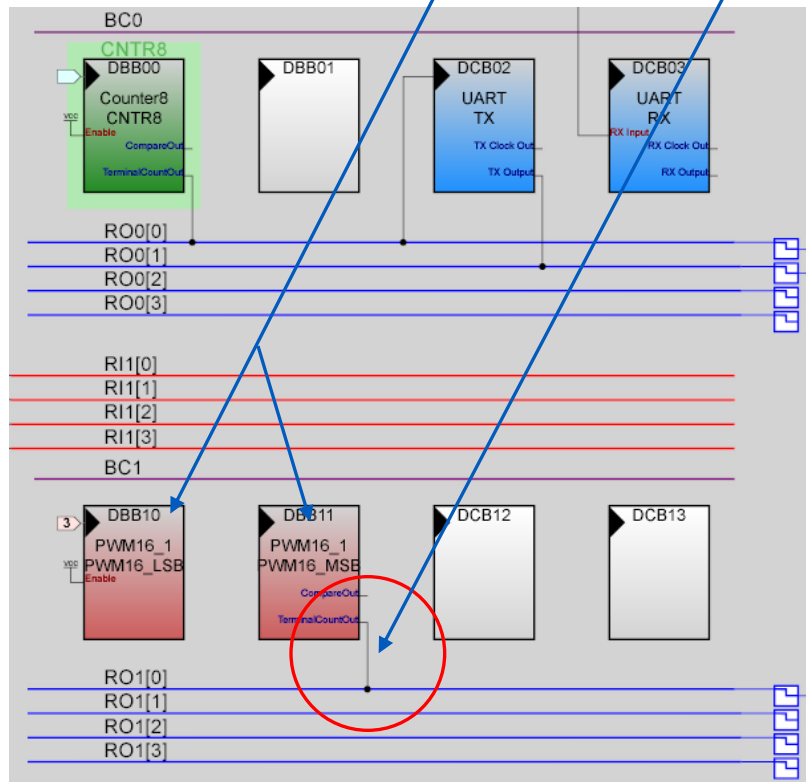 BC0
CNTR8
DBB00
Counter8
CNTR8
vcc
Enable
CompareOut
TerminalCountOut
DBB01
DCB02
UART
TX
TX Clock Out
TX Output
DCB03
UART
RX
RX Input
RX Clock Out
RX Output
RO0[0]
RO0[1]
RO0[2]
RO0[3]
RI1[0]
RI1[1]
RI1[2]
RI1[3]
BC1
3
DBB10
PWM16_1
PWM16_LSB
vcc
Enable
DBB11
PWM16_1
PWM16_MSB
CompareOut
TerminalCountOut
DCB12
DCB13
RO1[0]
RO1[1]
RO1[2]
RO1[3]